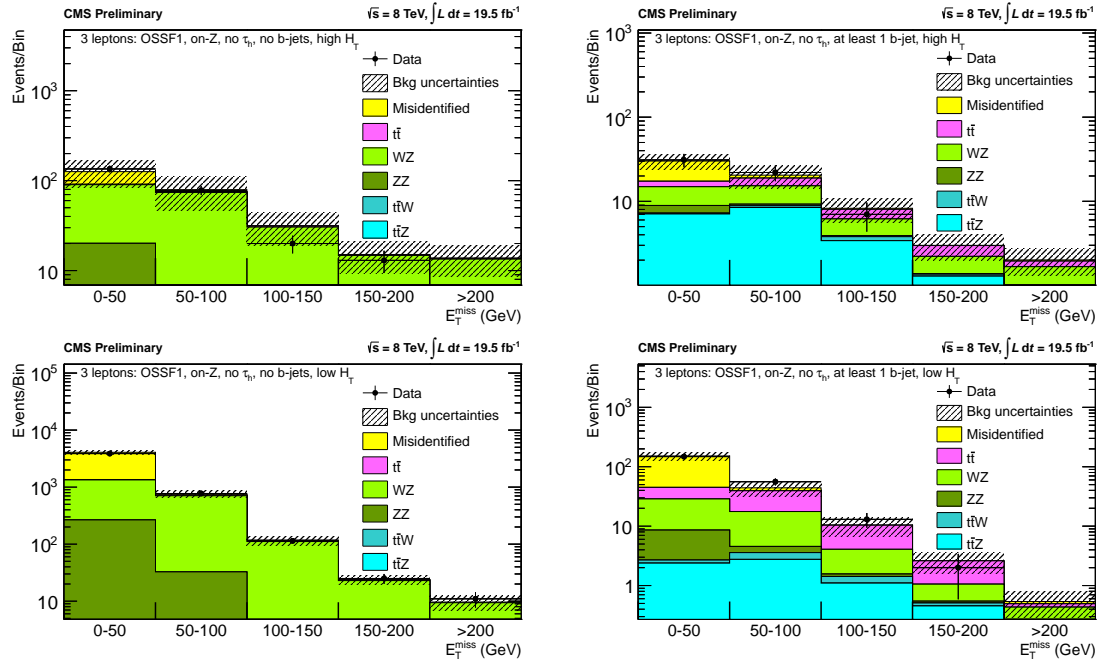 CMS Preliminary
√s = 8 TeV, ∫L dt = 19.5 fb⁻¹
3 leptons: OSSF1, on-Z, no τₕ, no b-jets, high H_T
Events/Bin
10³
10²
10
Data
Bkg uncertainties
Misidentified
tt̄
WZ
ZZ
tt̄W
tt̄Z
0-50 50-100 100-150 150-200 >200
E_T^miss (GeV)
CMS Preliminary
√s = 8 TeV, ∫L dt = 19.5 fb⁻¹
3 leptons: OSSF1, on-Z, no τₕ, at least 1 b-jet, high H_T
Events/Bin
10³
10²
10
Data
Bkg uncertainties
Misidentified
tt̄
WZ
ZZ
tt̄W
tt̄Z
0-50 50-100 100-150 150-200 >200
E_T^miss (GeV)
CMS Preliminary
√s = 8 TeV, ∫L dt = 19.5 fb⁻¹
3 leptons: OSSF1, on-Z, no τₕ, no b-jets, low H_T
Events/Bin
10⁵
10⁴
10³
10²
10
Data
Bkg uncertainties
Misidentified
tt̄
WZ
ZZ
tt̄W
tt̄Z
0-50 50-100 100-150 150-200 >200
E_T^miss (GeV)
CMS Preliminary
√s = 8 TeV, ∫L dt = 19.5 fb⁻¹
3 leptons: OSSF1, on-Z, no τₕ, at least 1 b-jet, low H_T
Events/Bin
10³
10²
10
1
Data
Bkg uncertainties
Misidentified
tt̄
WZ
ZZ
tt̄W
tt̄Z
0-50 50-100 100-150 150-200 >200
E_T^miss (GeV)